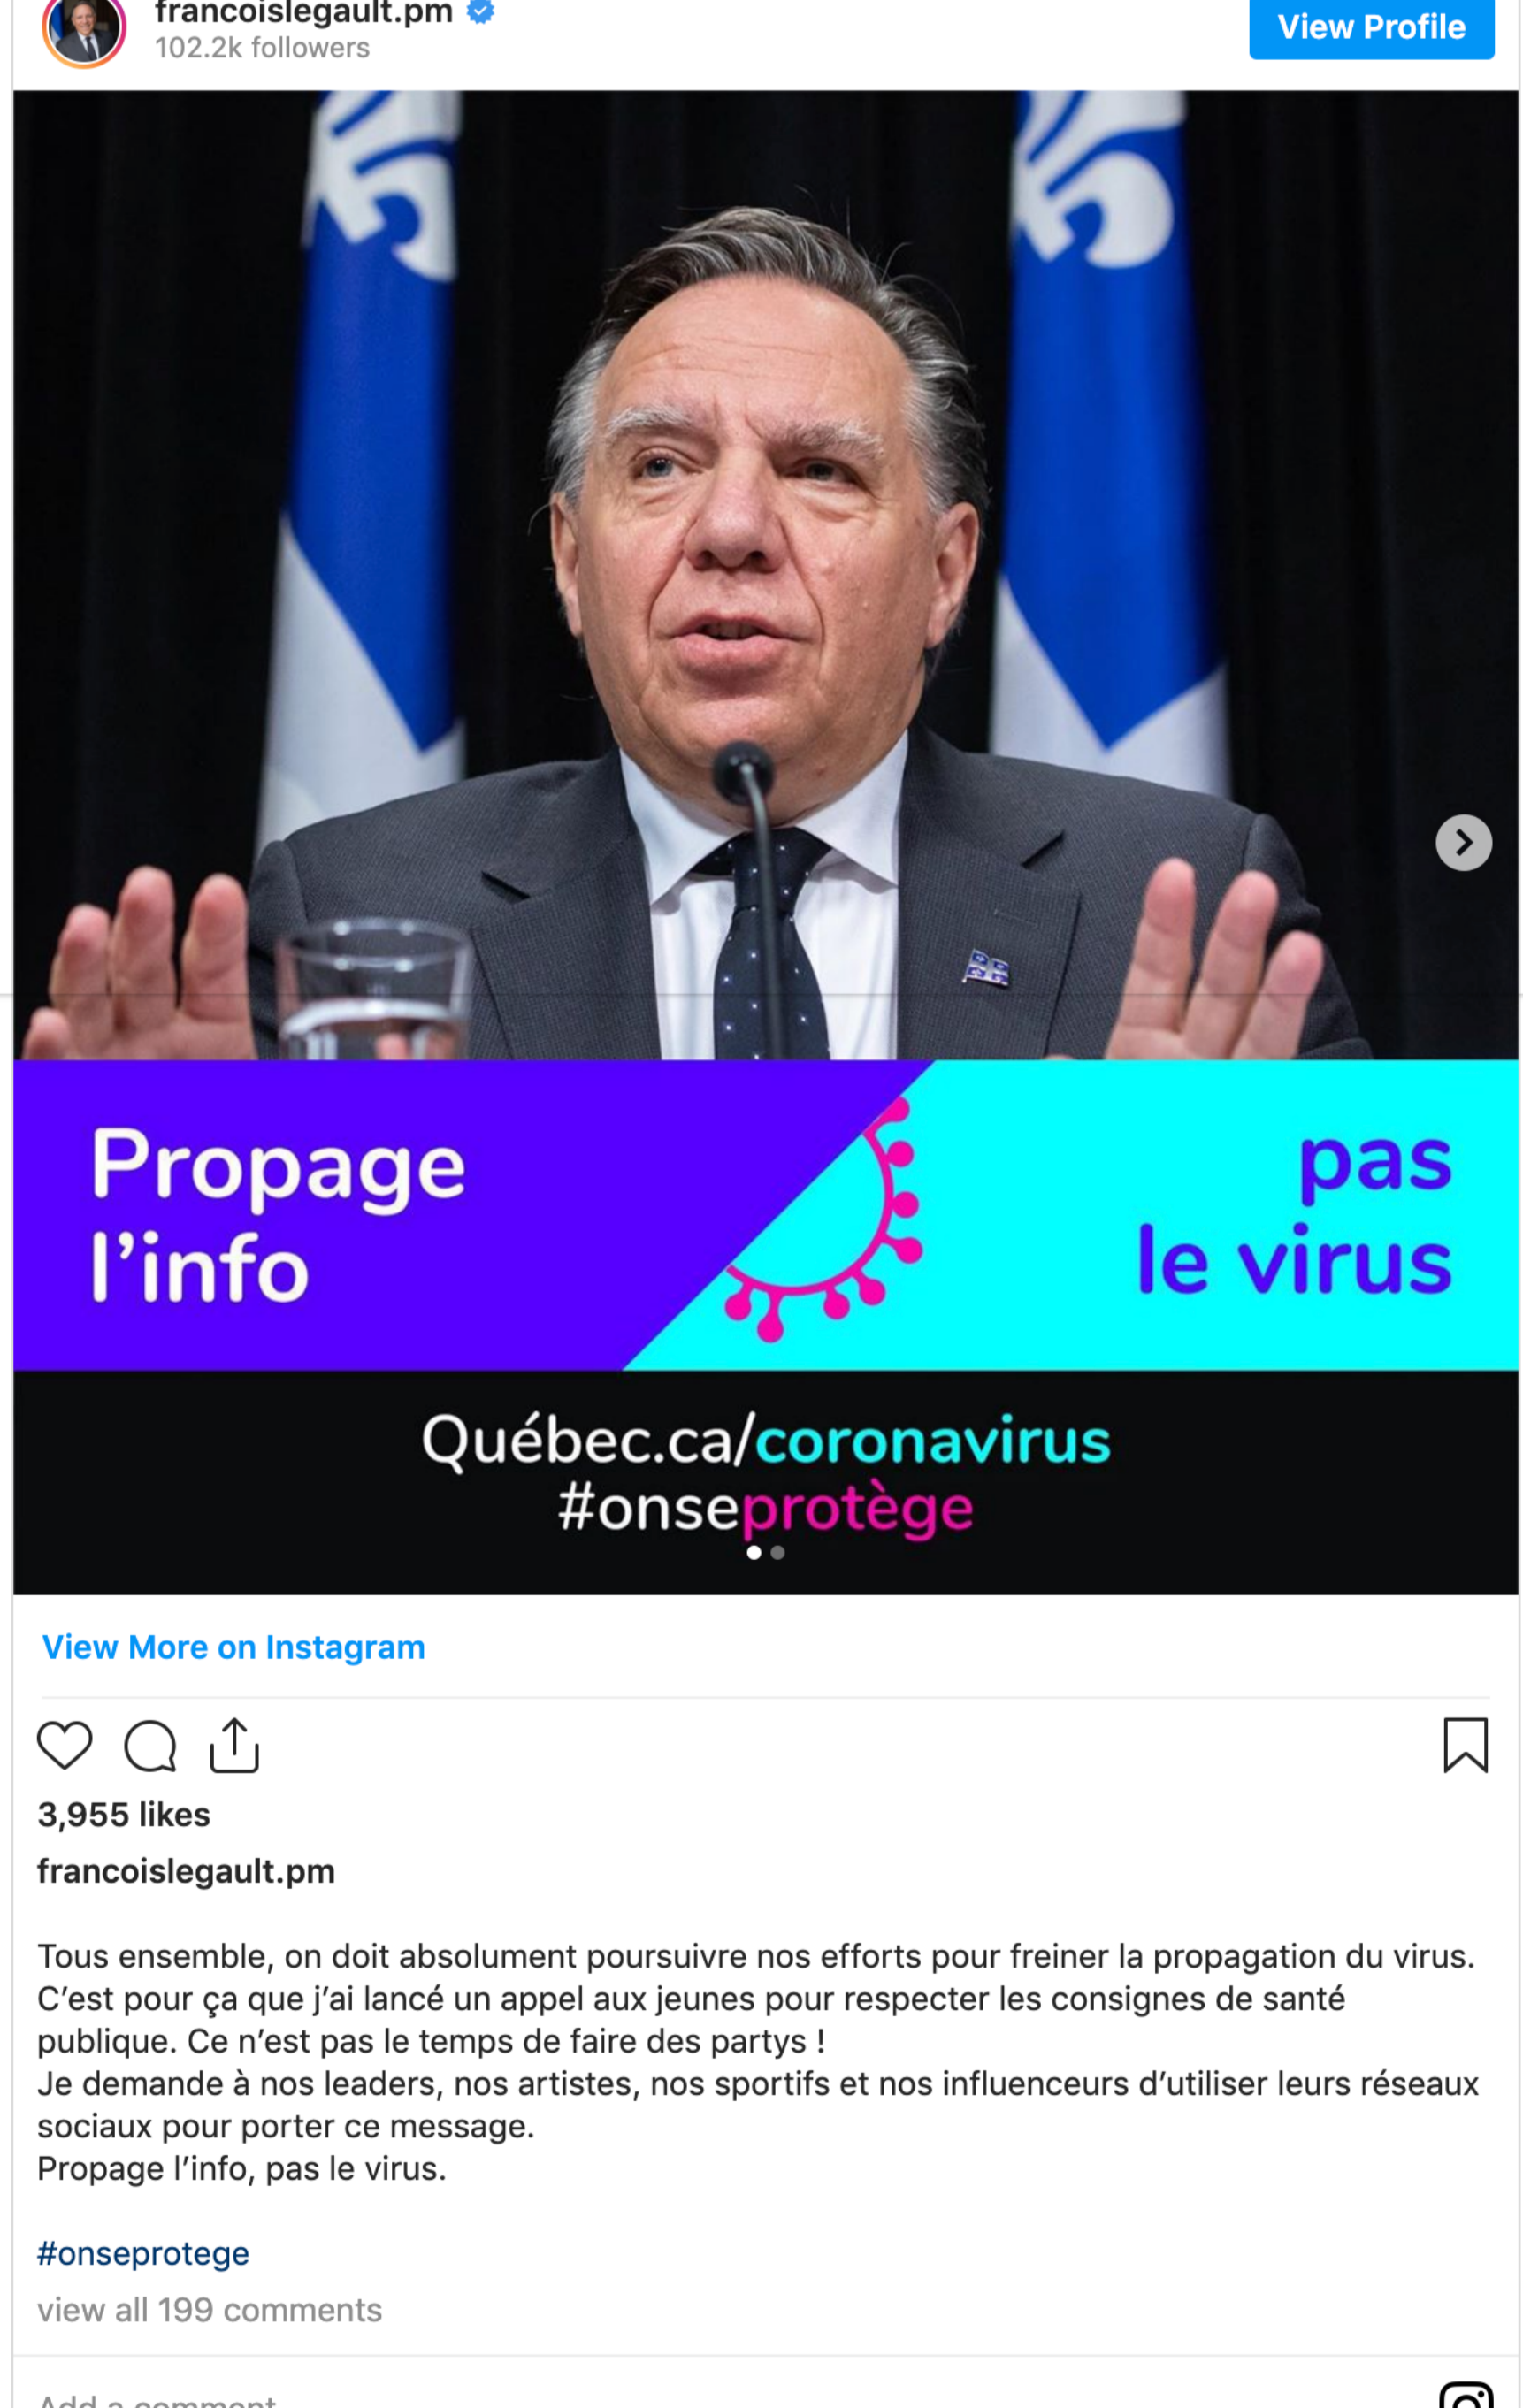 francoislegault.pm
102.2k followers
View Profile
Propage
l’info
pas
le virus
Québec.ca/coronavirus
#onseprotège
View More on Instagram
3,955 likes
francoislegault.pm
Tous ensemble, on doit absolument poursuivre nos efforts pour freiner la propagation du virus.
C’est pour ça que j’ai lancé un appel aux jeunes pour respecter les consignes de santé
publique. Ce n’est pas le temps de faire des partys !
Je demande à nos leaders, nos artistes, nos sportifs et nos influenceurs d’utiliser leurs réseaux
sociaux pour porter ce message.
Propage l’info, pas le virus.
#onseprotege
view all 199 comments
Add a comment